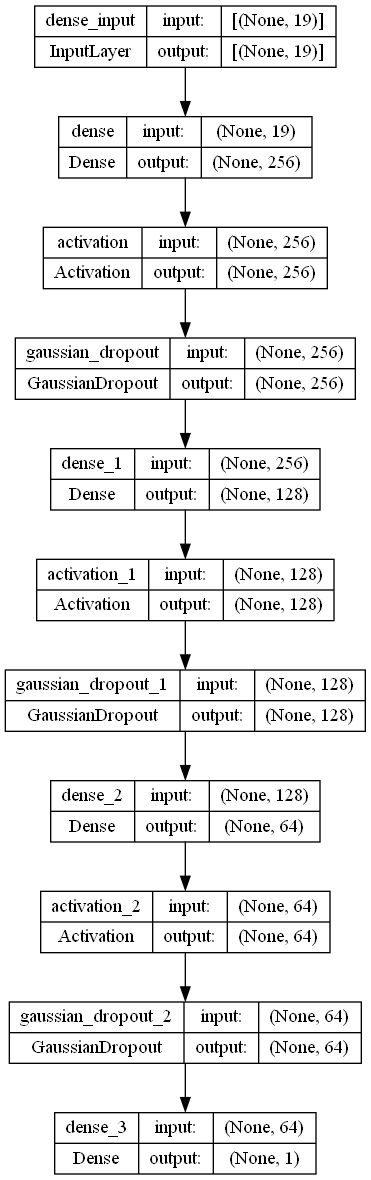 dense_input input: [(None, 19)]
InputLayer output: [(None, 19)]
dense input: (None, 19)
Dense output: (None, 256)
activation input: (None, 256)
Activation output: (None, 256)
gaussian_dropout input: (None, 256)
GaussianDropout output: (None, 256)
dense_1 input: (None, 256)
Dense output: (None, 128)
activation_1 input: (None, 128)
Activation output: (None, 128)
gaussian_dropout_1 input: (None, 128)
GaussianDropout output: (None, 128)
dense_2 input: (None, 128)
Dense output: (None, 64)
activation_2 input: (None, 64)
Activation output: (None, 64)
gaussian_dropout_2 input: (None, 64)
GaussianDropout output: (None, 64)
dense_3 input: (None, 64)
Dense output: (None, 1)